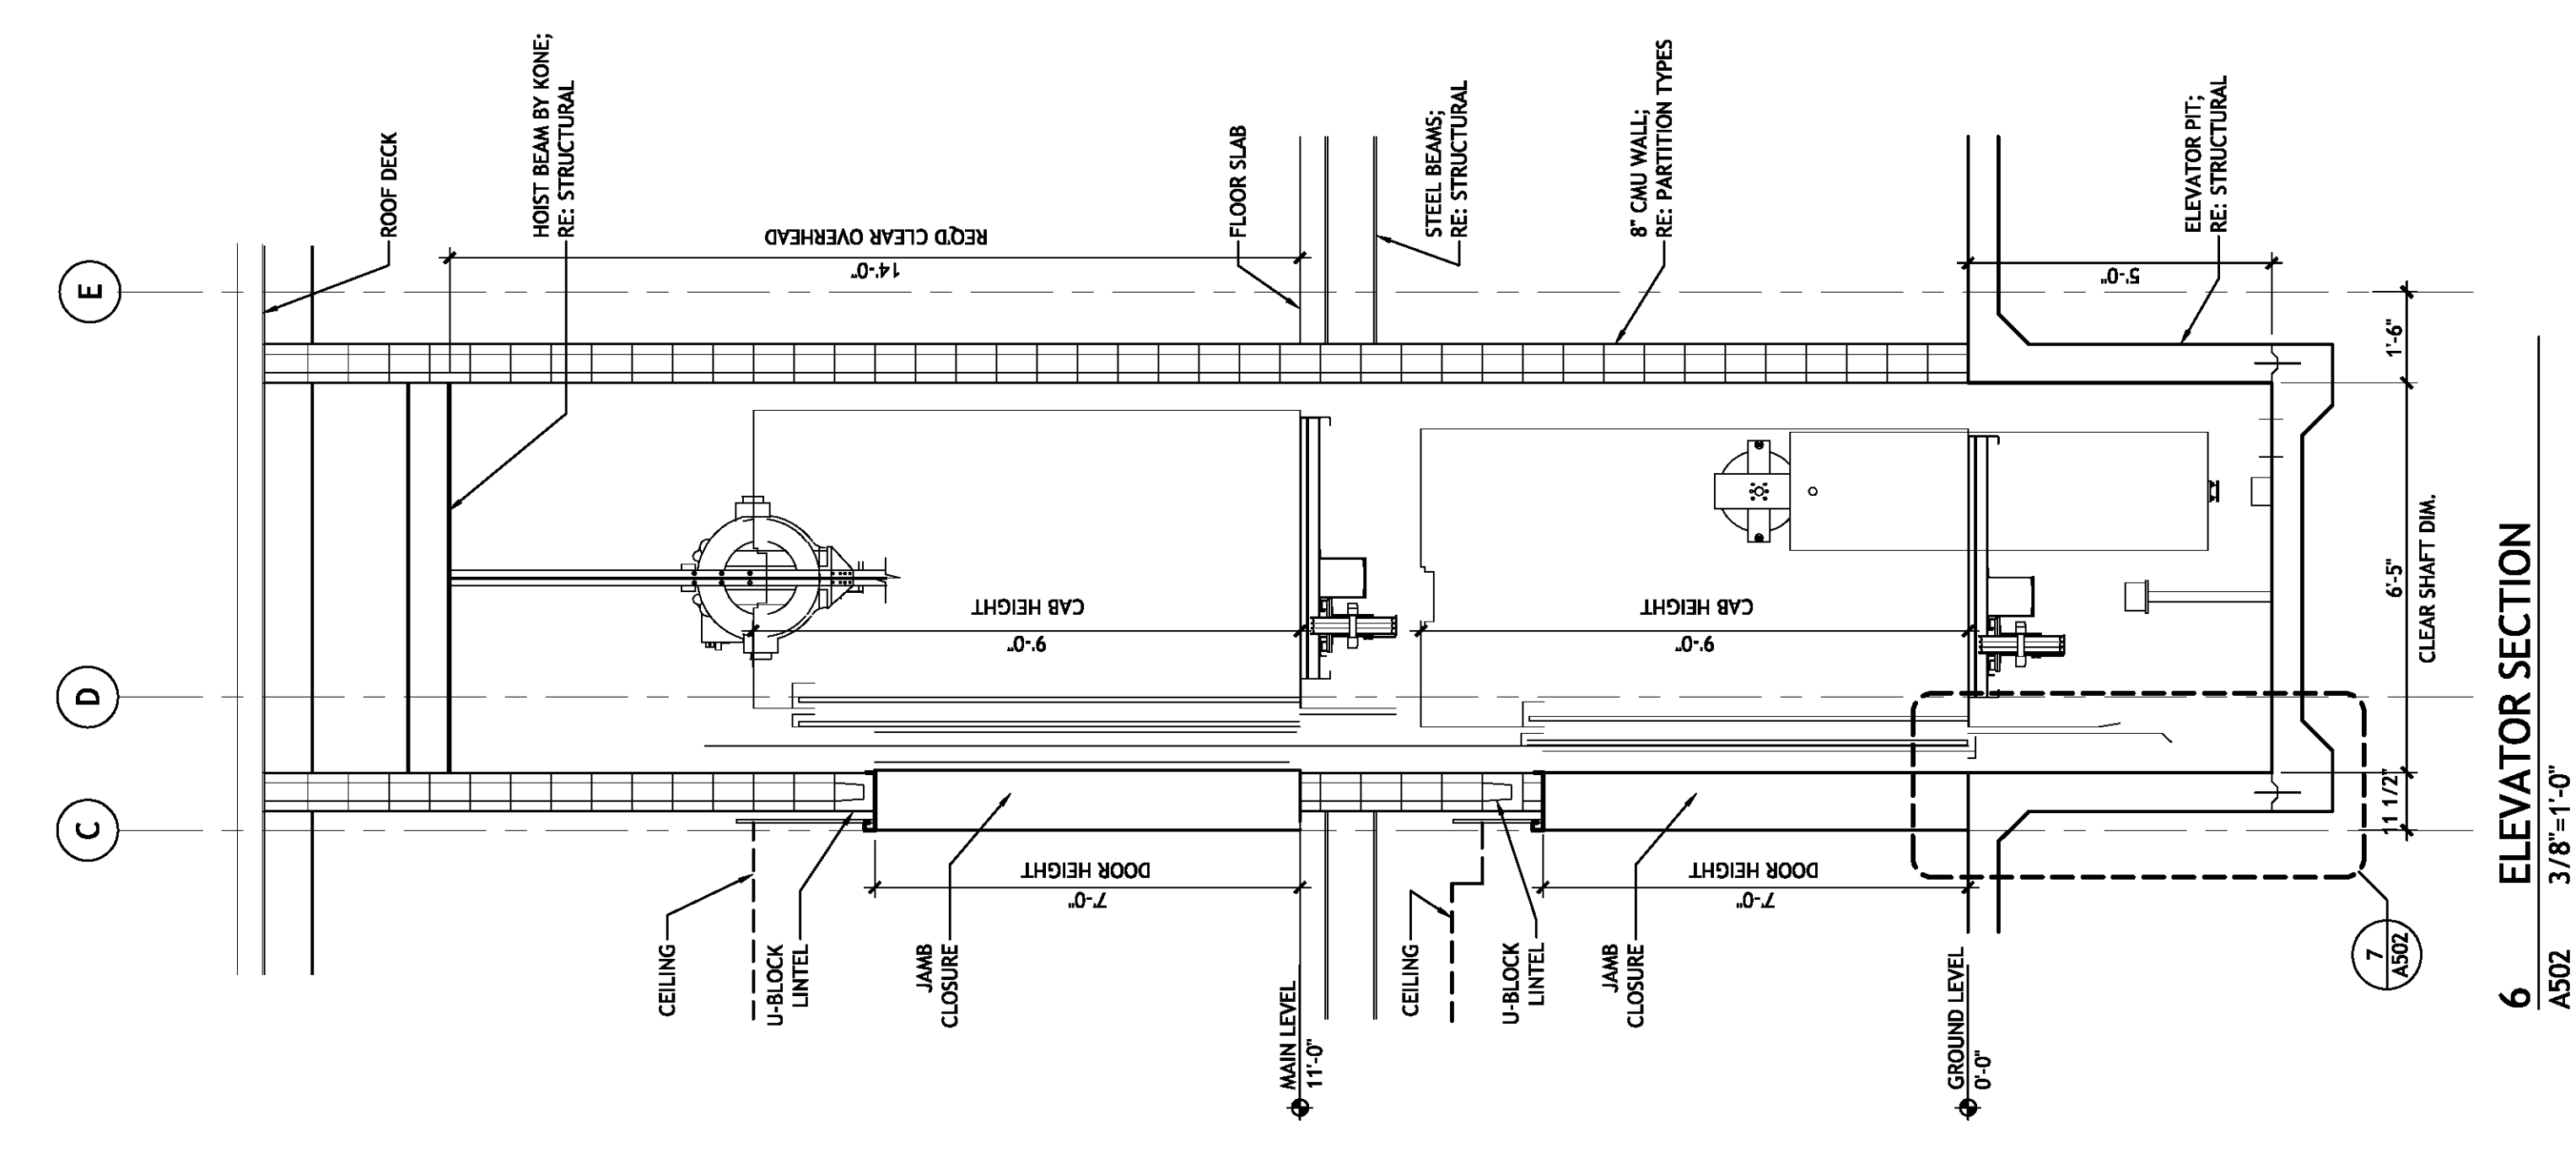 E
D
C
ROOF DECK
HOIST BEAM BY KONE;
RE: STRUCTURAL
REQ'D CLEAR OVERHEAD
14'-0"
FLOOR SLAB
STEEL BEAMS;
RE: STRUCTURAL
8" CMU WALL;
RE: PARTITION TYPES
ELEVATOR PIT;
RE: STRUCTURAL
5'-0"
1'-6"
6'-5"
CLEAR SHAFT DIM.
11 1/2"
CAB HEIGHT
9'-0"
CAB HEIGHT
9'-0"
DOOR HEIGHT
7'-0"
DOOR HEIGHT
7'-0"
CEILING
U-BLOCK
LINTEL
JAMB
CLOSURE
MAIN LEVEL
11'-0"
CEILING
U-BLOCK
LINTEL
JAMB
CLOSURE
GROUND LEVEL
0'-0"
7
A502
6 ELEVATOR SECTION
A502 3/8"=1'-0"